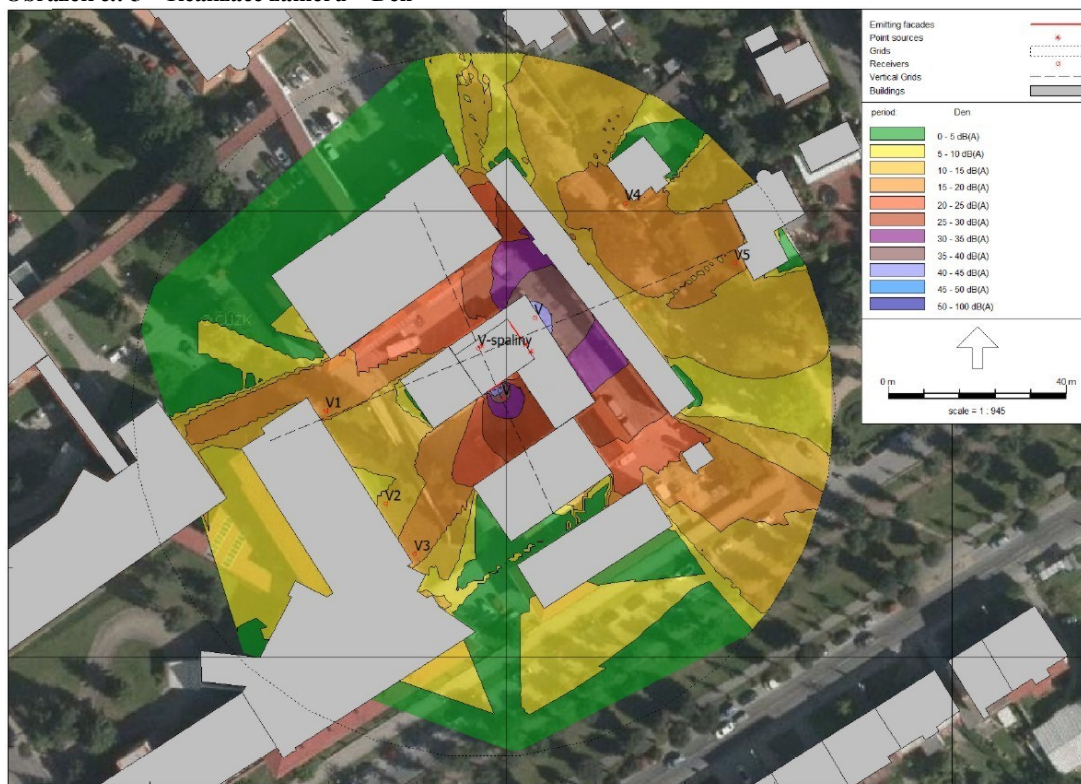 Obrázek č. 3 – Realizace záměru – Den
Emitting facades
Point sources
Grids
Receivers
Vertical Grids
Buildings
period: Den
0 - 5 dB(A)
5 - 10 dB(A)
10 - 15 dB(A)
15 - 20 dB(A)
20 - 25 dB(A)
25 - 30 dB(A)
30 - 35 dB(A)
35 - 40 dB(A)
40 - 45 dB(A)
45 - 50 dB(A)
50 - 100 dB(A)
0 m 40 m
scale = 1 : 945
V4
V5
V
V-spaliny
V
V1
V2
V3